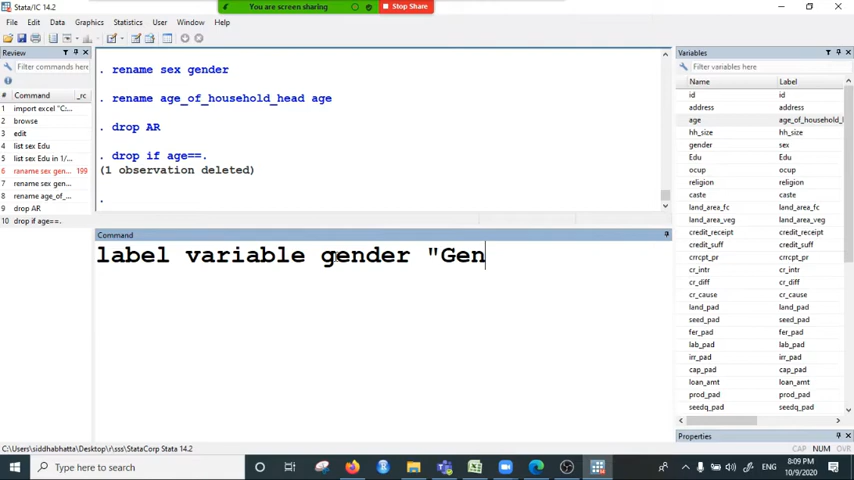 Stata/IC 14.2
You are screen sharing
Stop Share
File Edit Data Graphics Statistics User Window Help
Review
Filter commands here
# Command _rc
1 import excel "C:...
2 browse
3 edit
4 list sex Edu
5 list sex Edu in 1/...
6 raname sex gen... 199
7 rename sex gen...
8 rename age_of_...
9 drop AR
10 drop if age==.
. rename sex gender
. rename age_of_household_head age
. drop AR
. drop if age==.
(1 observation deleted)
.
Command
label variable gender "Gen
Variables
Filter variables here
Name Label
id id
address address
age age_of_household_h
hh_size hh_size
gender sex
Edu Edu
ocup ocup
religion religion
caste caste
land_area_fc land_area_fc
land_area_veg land_area_veg
credit_receipt credit_receipt
credit_suff credit_suff
crrcpt_pc crrcpt_pc
cr_intr cr_intr
cr_diff cr_diff
cr_cause cr_cause
land_pad land_pad
seed_pad seed_pad
fer_pad fer_pad
lab_pad lab_pad
irr_pad irr_pad
cap_pad cap_pad
loan_amt loan_amt
prod_pad prod_pad
seedq_pad seedq_pad
Properties
C:\Users\siddhabhatta\Desktop\r\sss\StataCorp Stata 14.2
CAP NUM OVR
Type here to search
ENG
8:09 PM
10/9/2020